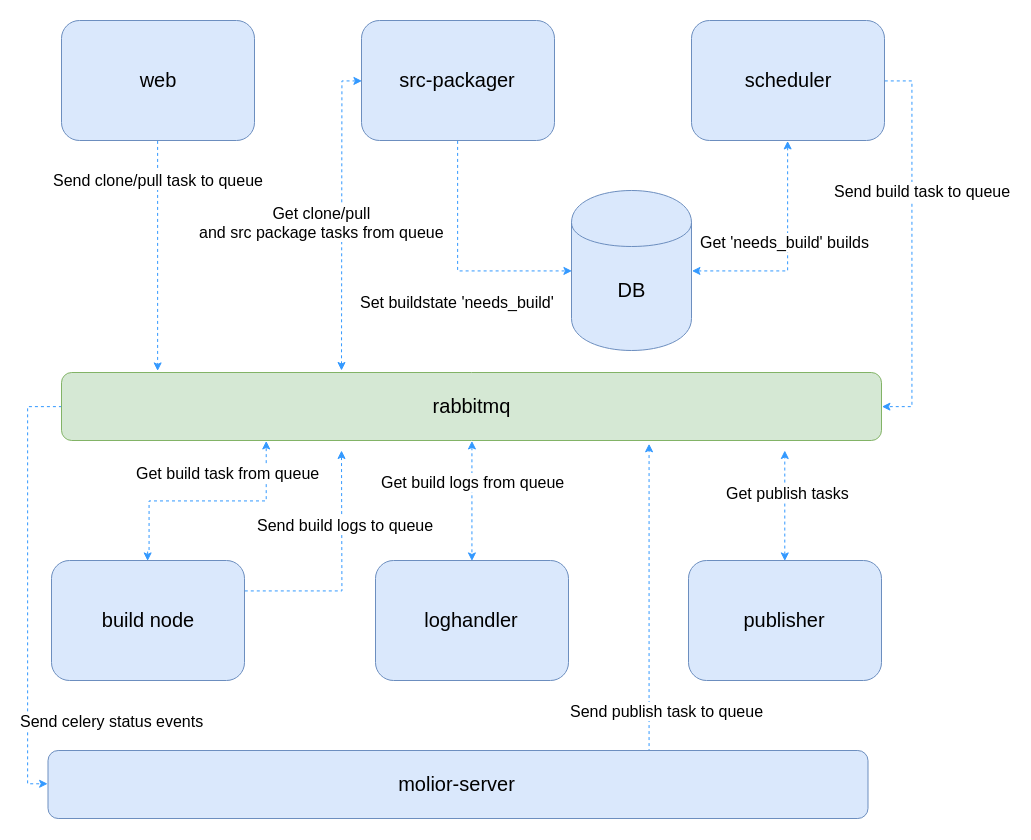 web
src-packager
scheduler
Send clone/pull task to queue
Send build task to queue
Get clone/pull
and src package tasks from queue
Get 'needs_build' builds
DB
Set buildstate 'needs_build'
rabbitmq
Get build task from queue
Get build logs from queue
Get publish tasks
Send build logs to queue
build node
loghandler
publisher
Send publish task to queue
Send celery status events
molior-server